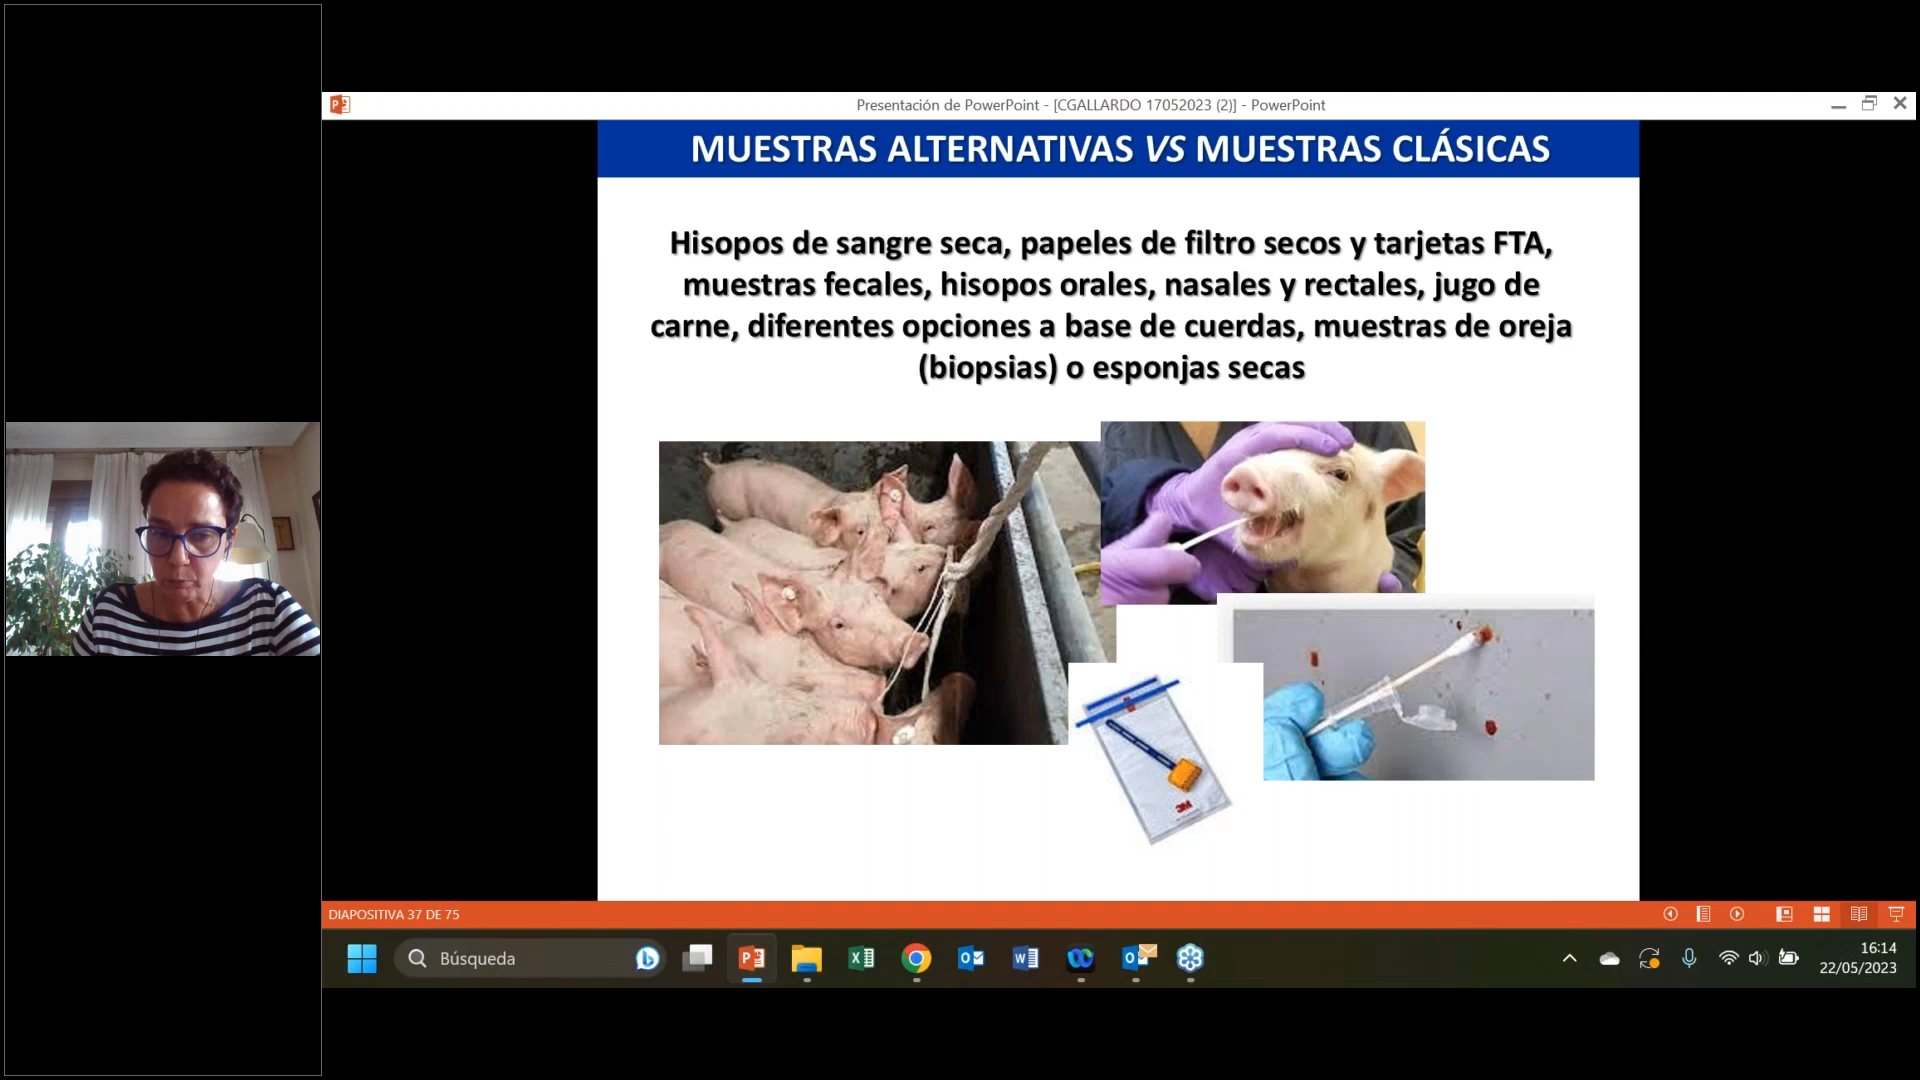 Presentación de PowerPoint - [CGALLARDO 17052023 (2)] - PowerPoint
MUESTRAS ALTERNATIVAS VS MUESTRAS CLÁSICAS
Hisopos de sangre seca, papeles de filtro secos y tarjetas FTA,
muestras fecales, hisopos orales, nasales y rectales, jugo de
carne, diferentes opciones a base de cuerdas, muestras de oreja
(biopsias) o esponjas secas
3M
DIAPOSITIVA 37 DE 75
Búsqueda
16:14
22/05/2023